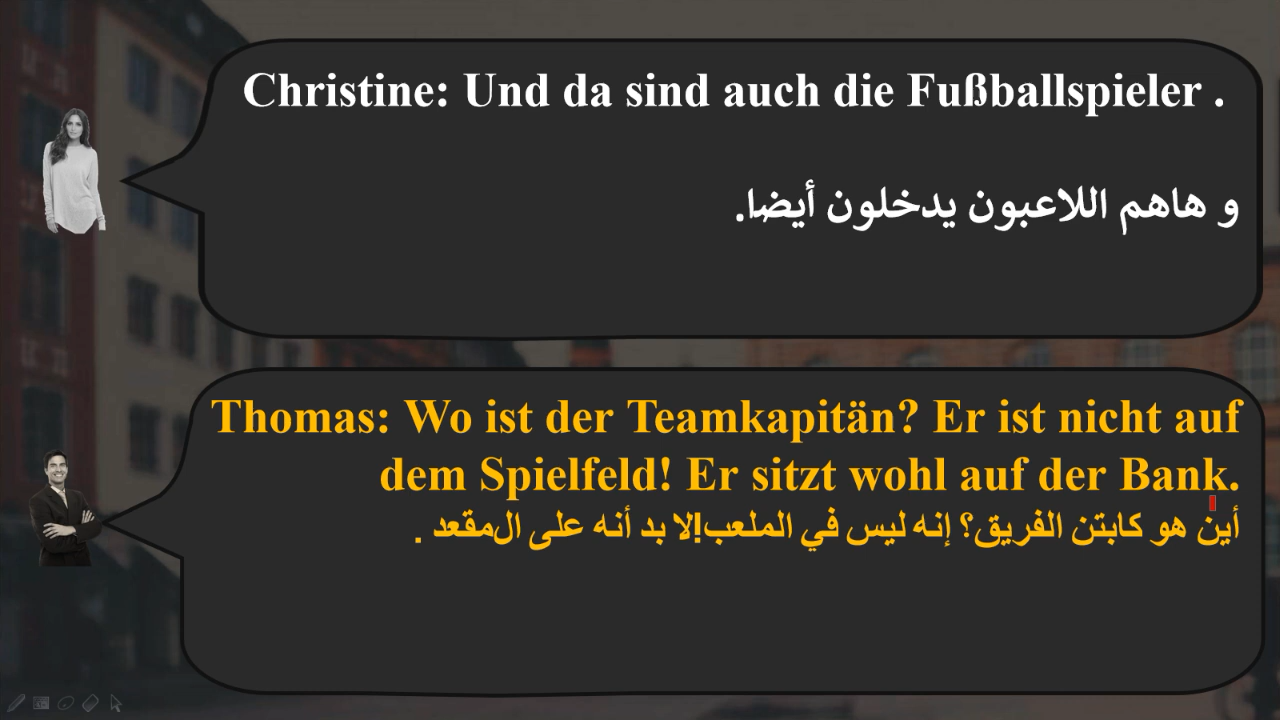 Christine: Und da sind auch die Fußballspieler .
و هاهم اللاعبون يدخلون أيضا.
Thomas: Wo ist der Teamkapitän? Er ist nicht auf
dem Spielfeld! Er sitzt wohl auf der Bank.
أين هو كابتن الفريق؟ إنه ليس في الملعب!لا بد أنه على المقعد .